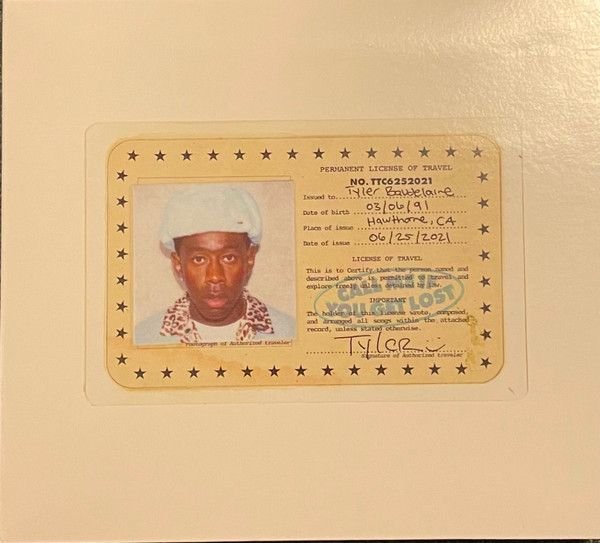 PERMANENT LICENSE OF TRAVEL
NO. TTC6252021
Issued to Tyler Baudelaire
Date of birth 03/06/91
Place of issue Hawthorne, CA
Date of issue 06/25/2021
LICENSE OF TRAVEL
This is to Certify that the person named and
described above is permitted to travel and
explore freely unless detained by law.
CALL ME IF
YOU GET LOST
IMPORTANT
The holder of this license wrote, composed,
and arranged all songs within the attached
record, unless stated otherwise.
TYLER
Photograph of Authorized traveler
Signature of Authorized traveler